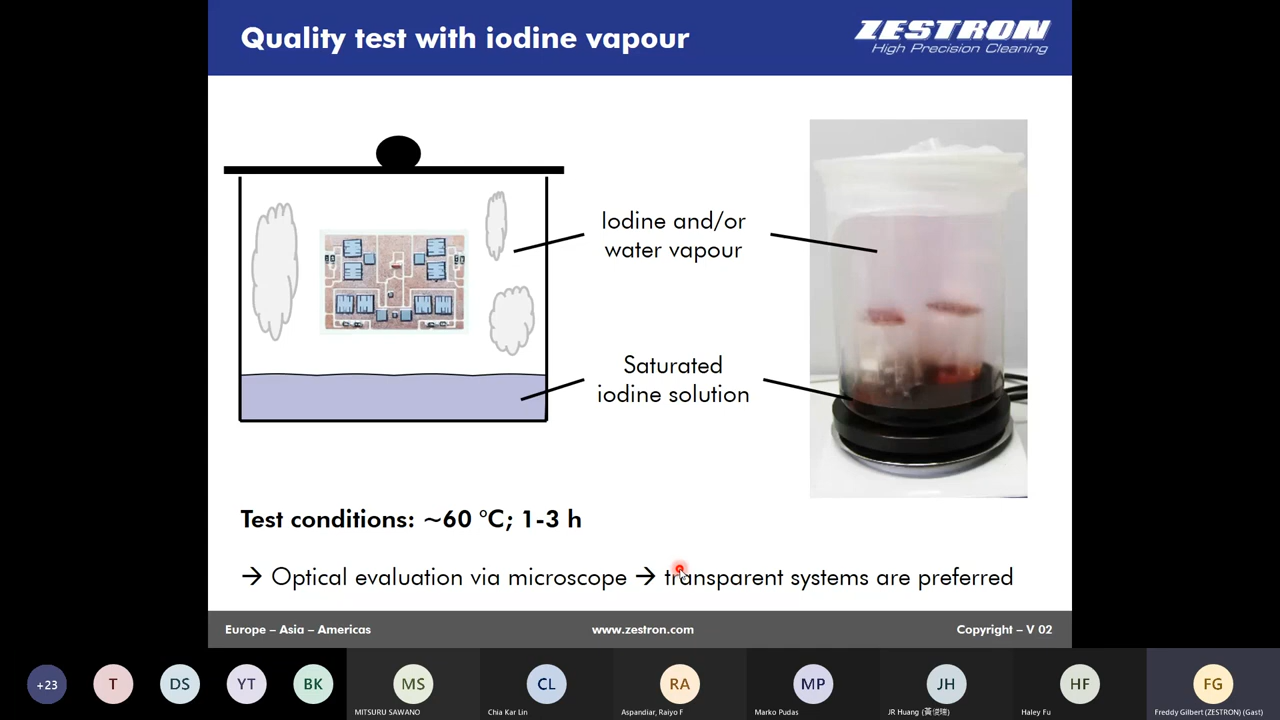 Quality test with iodine vapour
ZESTRON
High Precision Cleaning
Iodine and/or
water vapour
Saturated
iodine solution
Test conditions: ~60 °C; 1-3 h
→ Optical evaluation via microscope → transparent systems are preferred
Europe – Asia – Americas
www.zestron.com
Copyright – V 02
+23
T
DS
YT
BK
MS
CL
RA
MP
JH
HF
FG
MITSURU SAWANO
Chia Kar Lin
Aspandiar, Raiyo F
Marko Pudas
JR Huang
Haley Fu
Freddy Gilbert (ZESTRON) (Gast)